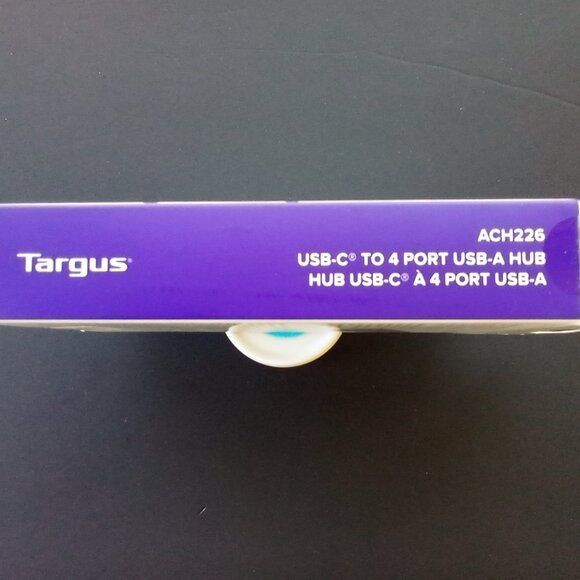 Targus®
ACH226
USB-C® TO 4 PORT USB-A HUB
HUB USB-C® À 4 PORT USB-A